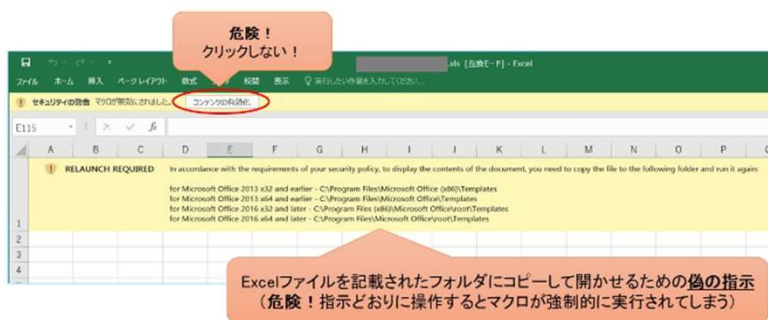 危険！
クリックしない！
.xls [互換モード] - Excel
ファイル ホーム 挿入 ページ レイアウト 数式 校閲 表示 実行したい作業を入力してください...
セキュリティの警告 マクロが無効にされました。 コンテンツの有効化
E115 fx
A B C D E F G H I J K L M N O P
RELAUNCH REQUIRED In accordance with the requirements of your security policy, to display the contents of the document, you need to copy the file to the following folder and run it again:
for Microsoft Office 2013 x32 and earlier - C:\Program Files\Microsoft Office (x86)\Templates
for Microsoft Office 2013 x64 and earlier - C:\Program Files\Microsoft Office\Templates
for Microsoft Office 2016 x32 and later - C:\Program Files (x86)\Microsoft Office\root\Templates
for Microsoft Office 2016 x64 and later - C:\Program Files\Microsoft Office\root\Templates
1
2
3
4
Excelファイルを記載されたフォルダにコピーして開かせるための偽の指示
（危険！指示どおりに操作するとマクロが強制的に実行されてしまう）